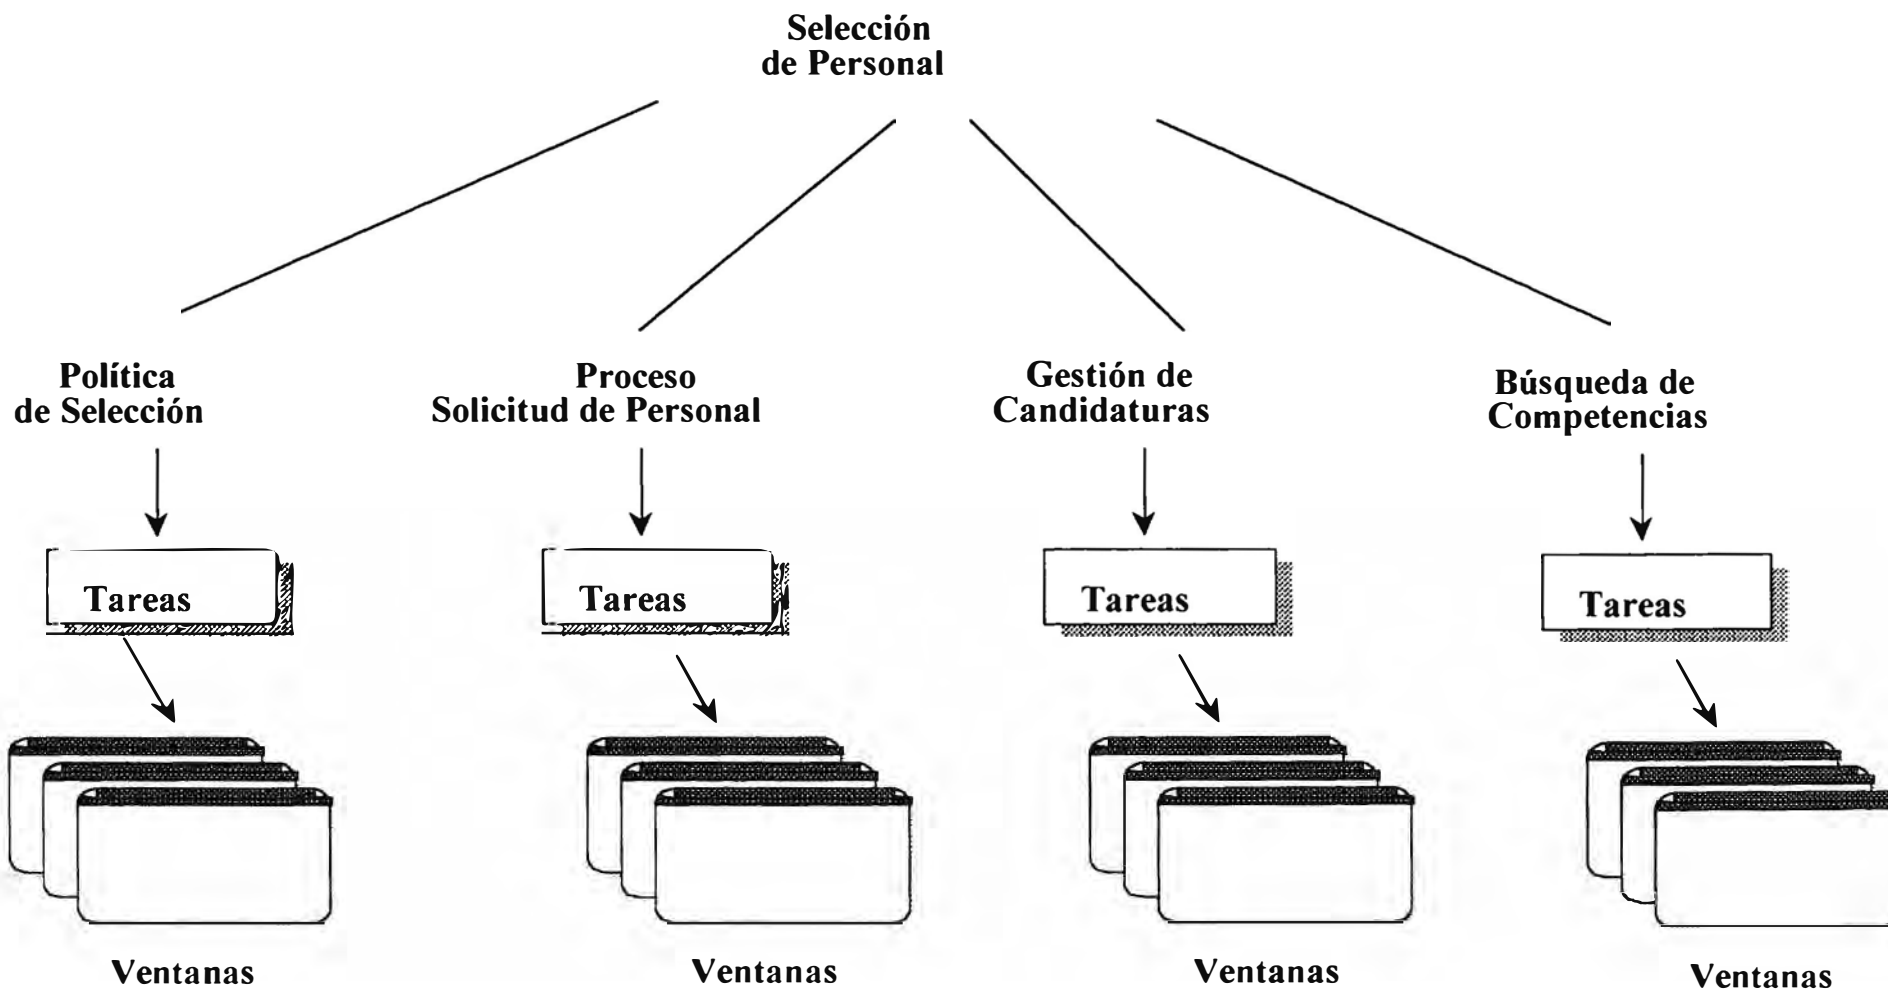 Selección
de Personal
Política
de Selección
Proceso
Solicitud de Personal
Gestión de
Candidaturas
Búsqueda de
Competencias
Tareas
Tareas
Tareas
Tareas
Ventanas
Ventanas
Ventanas
Ventanas